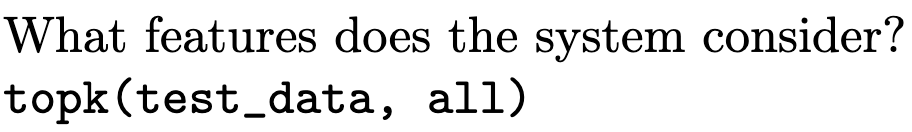 What features does the system consider?
topk(test_data, all)